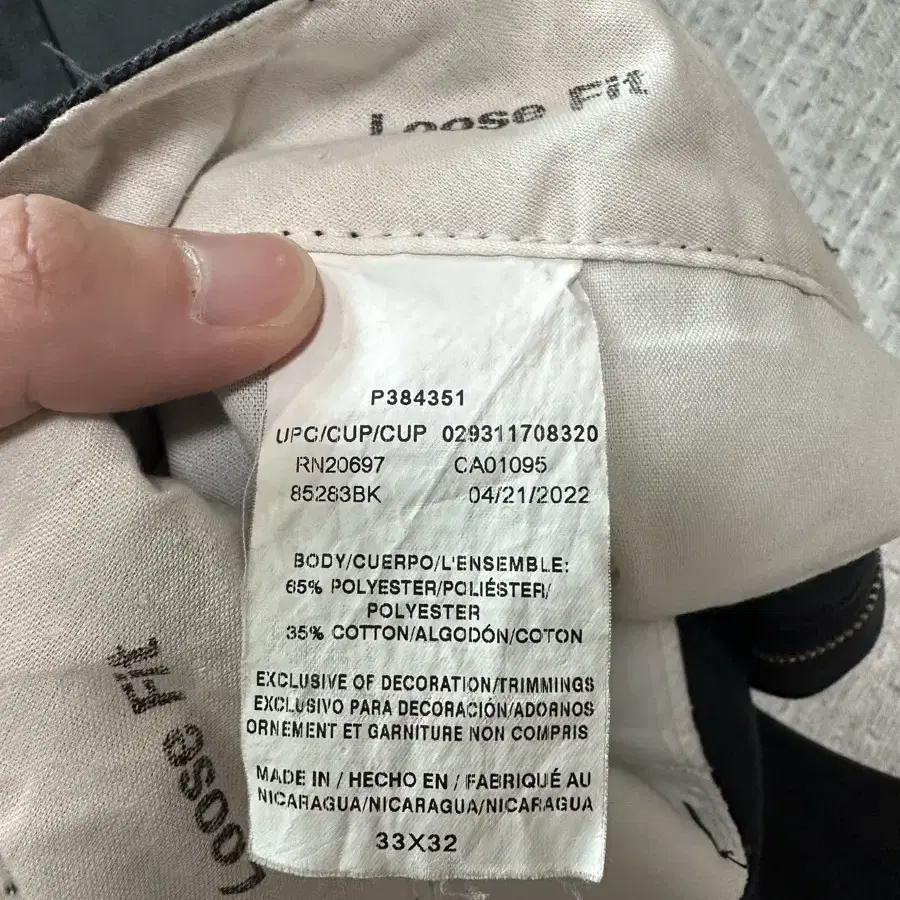 Loose Fit
P384351
UPC/CUP/CUP 029311708320
RN20697 CA01095
85283BK 04/21/2022
BODY/CUERPO/L'ENSEMBLE:
65% POLYESTER/POLIÉSTER/
POLYESTER
35% COTTON/ALGODÓN/COTON
EXCLUSIVE OF DECORATION/TRIMMINGS
EXCLUSIVO PARA DECORACIÓN/ADORNOS
ORNEMENT ET GARNITURE NON COMPRIS
MADE IN / HECHO EN / FABRIQUÉ AU
NICARAGUA/NICARAGUA/NICARAGUA
33X32
Loose Fit